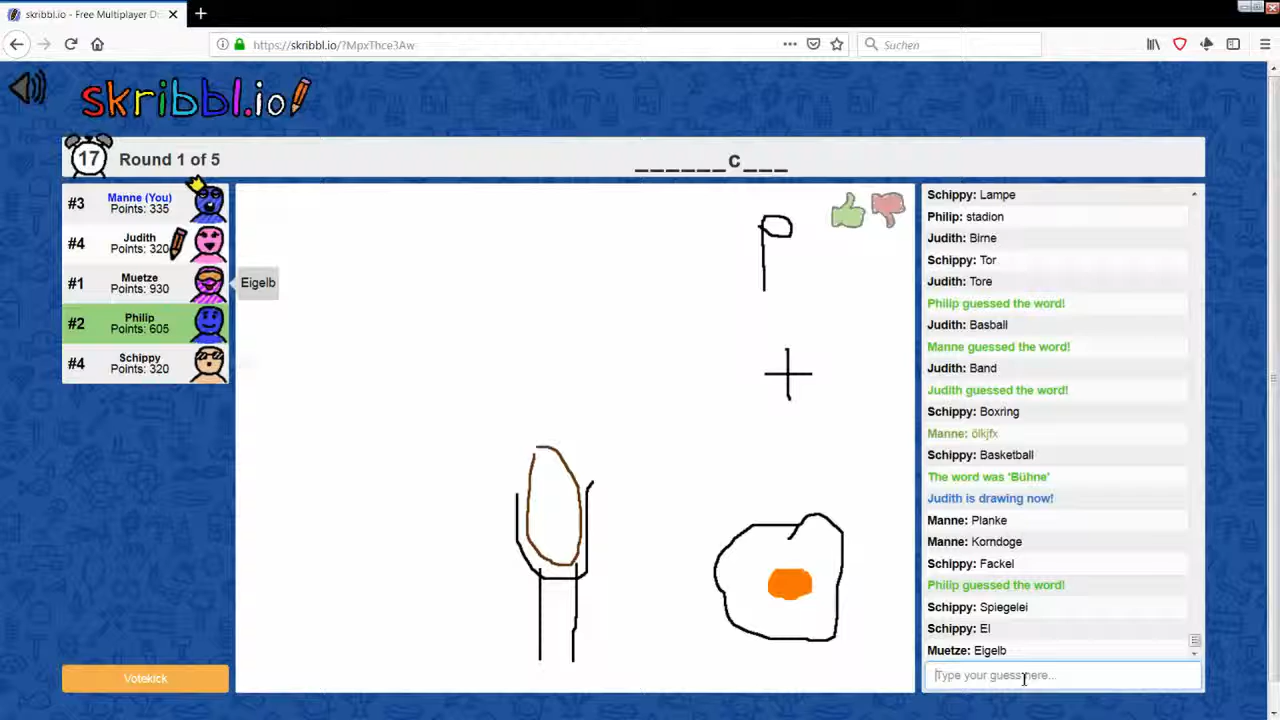 skribbl.io - Free Multiplayer D
https://skribbl.io/?MpxThce3Aw
Suchen
skribbl.io
17
Round 1 of 5
______c___
#3
Manne (You)
Points: 335
#4
Judith
Points: 320
#1
Muetze
Points: 930
#2
Philip
Points: 605
#4
Schippy
Points: 320
Eigelb
P
+
Votekick
Schippy: Lampe
Philip: stadion
Judith: Birne
Schippy: Tor
Judith: Tore
Philip guessed the word!
Judith: Basball
Manne guessed the word!
Judith: Band
Judith guessed the word!
Schippy: Boxring
Manne: ölkjfx
Schippy: Basketball
The word was 'Bühne'
Judith is drawing now!
Manne: Planke
Manne: Korndoge
Schippy: Fackel
Philip guessed the word!
Schippy: Spiegelei
Schippy: EI
Muetze: Eigelb
Type your guess here...